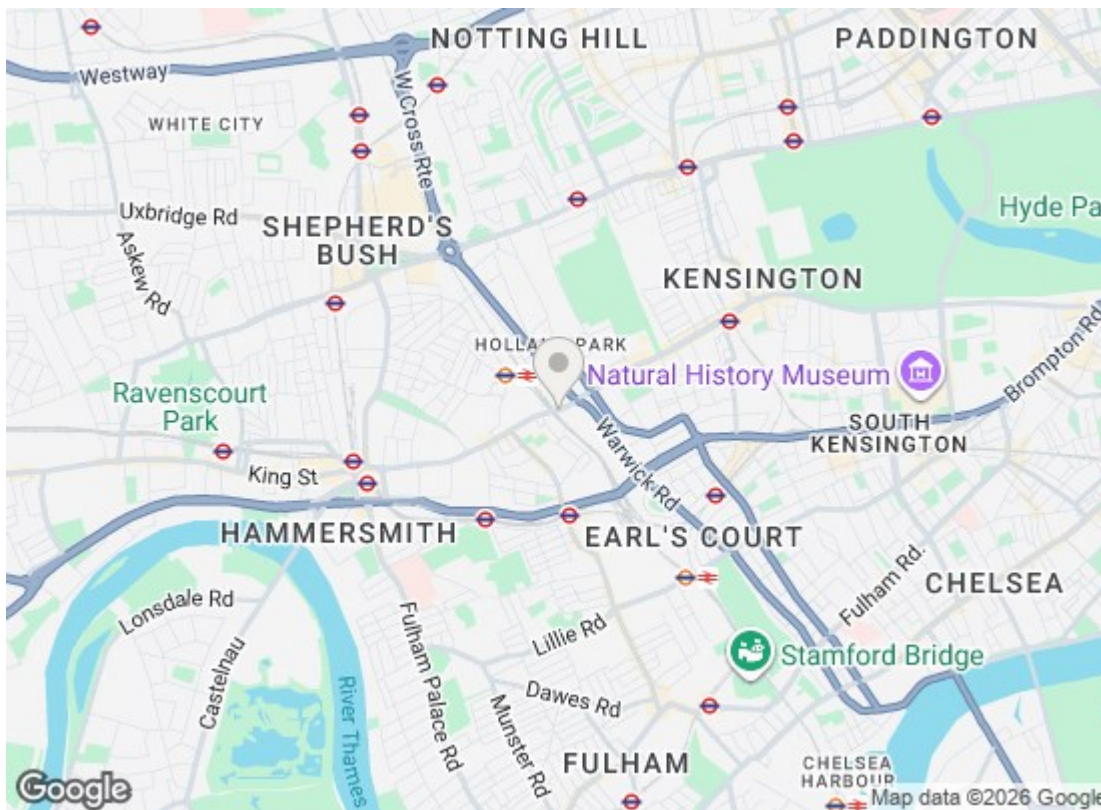 NOTTING HILL
PADDINGTON
Westway
W Cross Rte
WHITE CITY
Uxbridge Rd
Hyde Pa
SHEPHERD'S
BUSH
Askew Rd
KENSINGTON
HOLLA
PARK
Brompton Rd
Natural History Museum
Ravenscourt
Park
SOUTH
KENSINGTON
Warwick Rd
King St
HAMMERSMITH
EARL'S COURT
CHELSEA
Fulham Rd.
Lonsdale Rd
Castelnau
Fulham Palace Rd
Lillie Rd
Stamford Bridge
River Thames
Dawes Rd
Munster Rd
FULHAM
CHELSEA
HARBOUR
Google
Map data ©2026 Google